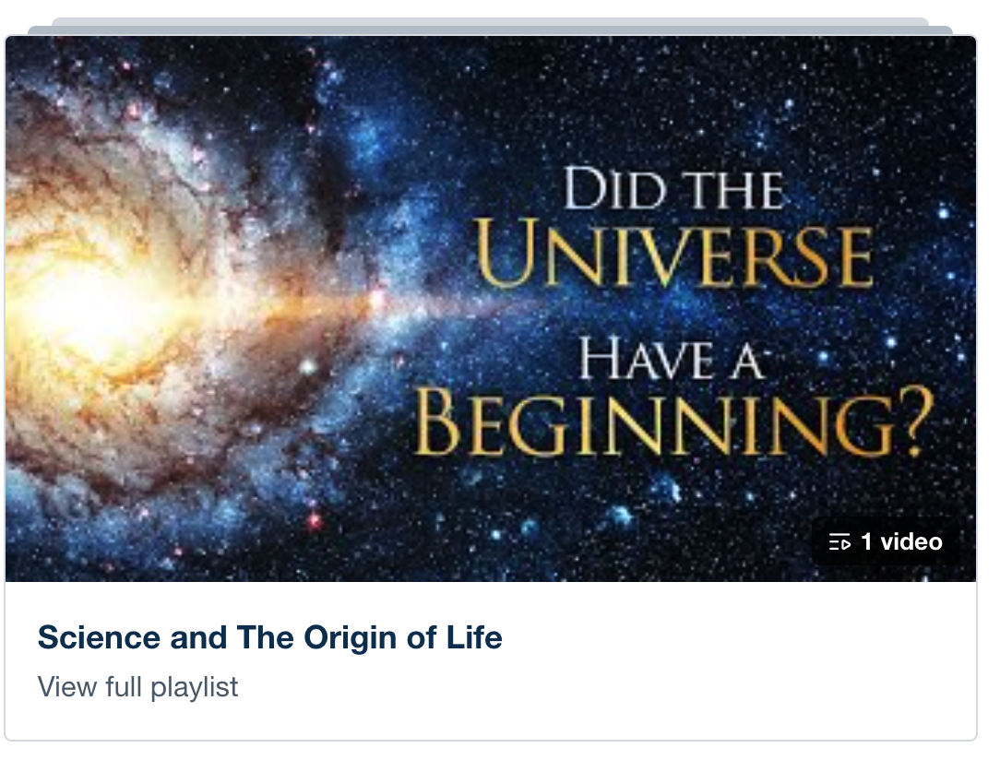 DID THE
UNIVERSE
HAVE A
BEGINNING?
1 video
Science and The Origin of Life
View full playlist